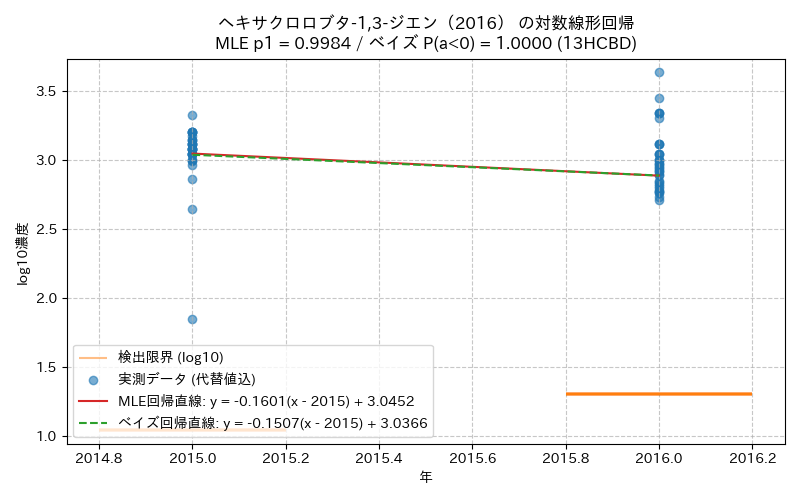 ヘキサクロロブタ-1,3-ジエン（2016） の対数線形回帰
MLE p1 = 0.9984 / ベイズ P(a<0) = 1.0000 (13HCBD)
log10濃度
3.5
3.0
2.5
2.0
1.5
1.0
検出限界 (log10)
実測データ (代替値込)
MLE回帰直線: y = -0.1601(x - 2015) + 3.0452
ベイズ回帰直線: y = -0.1507(x - 2015) + 3.0366
2014.8 2015.0 2015.2 2015.4 2015.6 2015.8 2016.0 2016.2
年